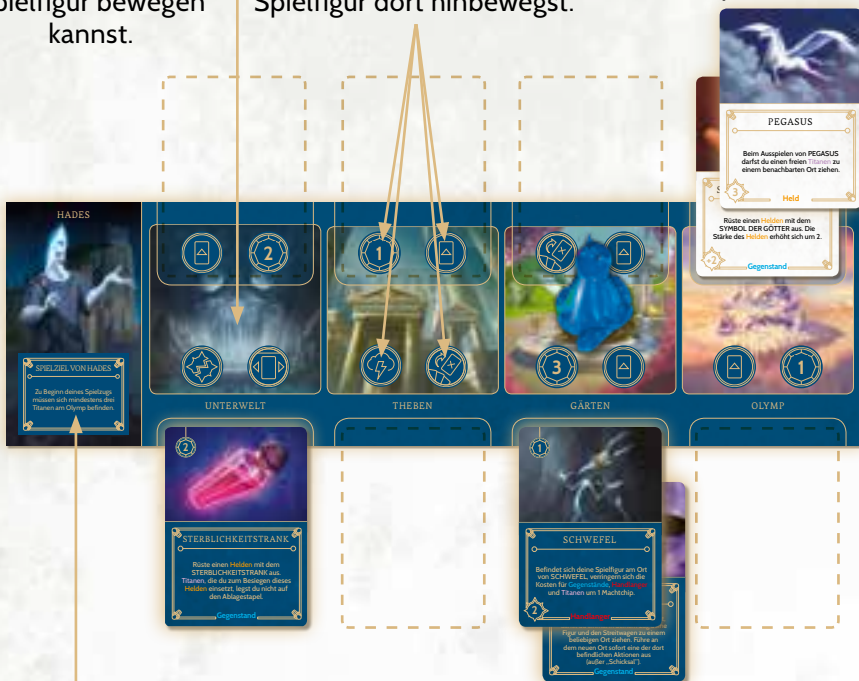 Spielfigur bewegen
kannst.
Spielfigur dort hinbewegst.
PEGASUS
Beim Ausspielen von PEGASUS
darfst du einen freien Titanen zu
einem benachbarten Ort ziehen.
3
Held
Rüste einen Helden mit dem
SYMBOL DER GÖTTER aus. Die
Stärke des Helden erhöht sich um 2.
+2
Gegenstand
HADES
SPIELZIEL VON HADES
Zu Beginn deines Spielzugs
müssen sich mindestens drei
Titanen am Olymp befinden.
2
1
3
1
UNTERWELT
THEBEN
GÄRTEN
OLYMP
2
STERBLICHKEITSTRANK
Rüste einen Helden mit dem
STERBLICHKEITSTRANK aus.
Titanen, die du zum Besiegen dieses
Helden einsetzt, legst du nicht auf
den Ablagestapel.
Gegenstand
1
SCHWEFEL
Befindet sich deine Spielfigur am Ort
von SCHWEFEL, verringern sich die
Kosten für Gegenstände, Handlanger
und Titanen um 1 Machtchip.
2
Handlanger
Figur und den Streitwagen zu einem
beliebigen Ort ziehen. Führe an
dem neuen Ort sofort eine der dort
befindlichen Aktionen aus
(außer „Schicksal“).
Gegenstand